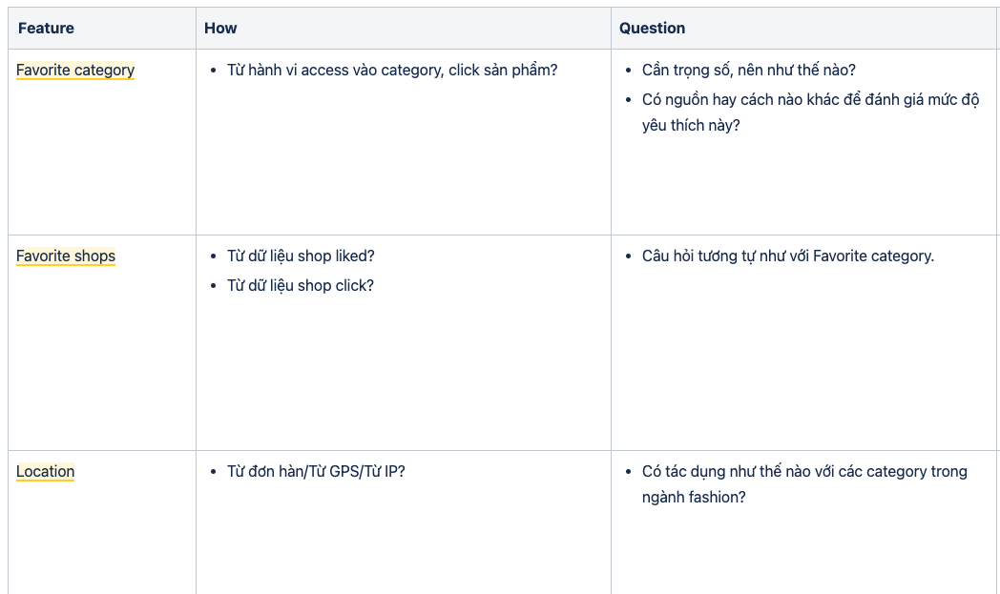 Feature
How
Question
Favorite category
Từ hành vi access vào category, click sản phẩm?
Cần trọng số, nên như thế nào?
Có nguồn hay cách nào khác để đánh giá mức độ
yêu thích này?
Favorite shops
Từ dữ liệu shop liked?
Từ dữ liệu shop click?
Câu hỏi tương tự như với Favorite category.
Location
Từ đơn hàn/Từ GPS/Từ IP?
Có tác dụng như thế nào với các category trong
ngành fashion?